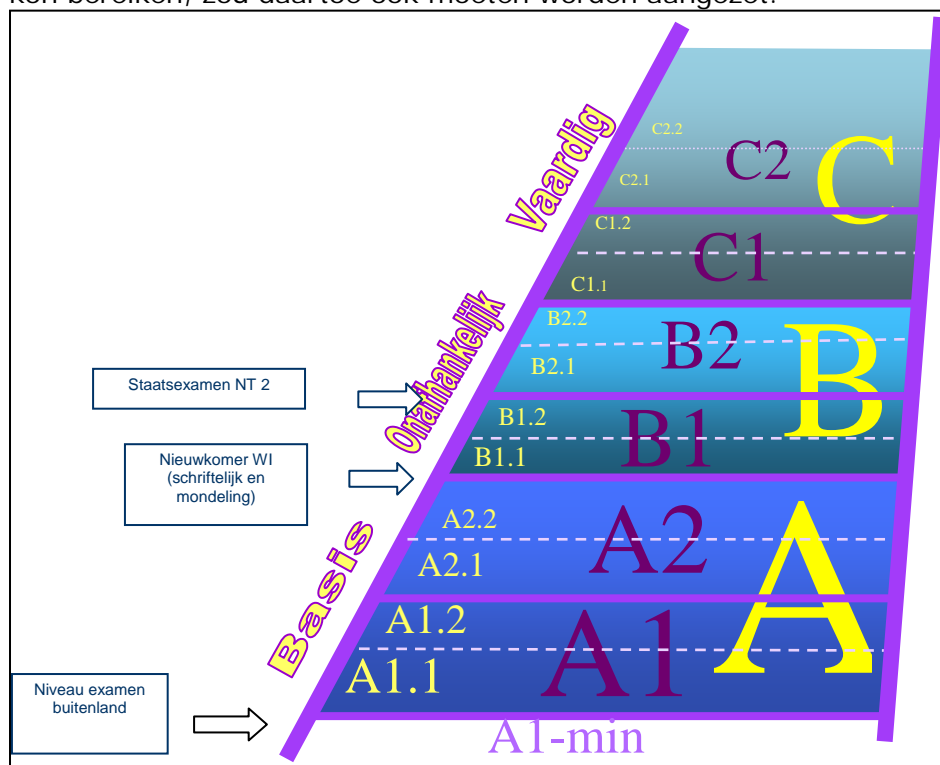 ken bereiken, zou daartoe ook moeten worden aangezet.
Vaardig
C2.2
C2
C
C2.1
C1.2
C1
C1.1
Onafhankelijk
B2.2
B2
B
B2.1
Staatsexamen NT 2
B1.2
B1
B1.1
Nieuwkomer WI
(schriftelijk en
mondeling)
Basis
A2.2
A2
A
A2.1
A1.2
A1
A1.1
Niveau examen
buitenland
A1-min